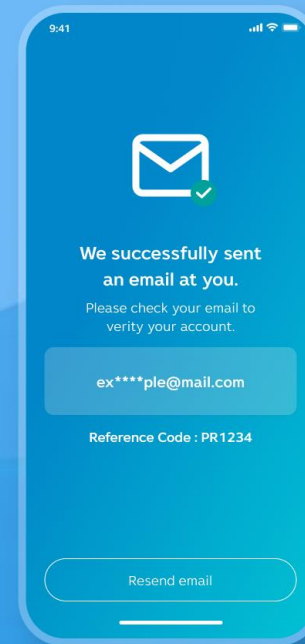 9:41
We successfully sent
an email at you.
Please check your email to
verity your account.
ex****ple@mail.com
Reference Code : PR1234
Resend email